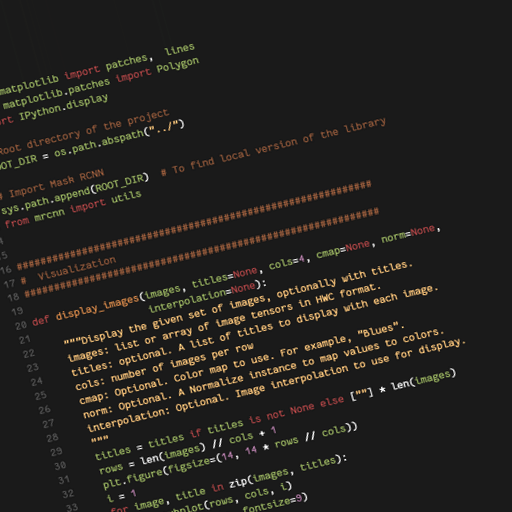 matplotlib import patches, lines
matplotlib.patches import Polygon
IPython.display
Root directory of the project
ROOT_DIR = os.path.abspath("../")
# Import Mask RCNN
sys.path.append(ROOT_DIR) # To find local version of the library
from mrcnn import utils
15
16 ############################################################
17 # Visualization
18 ############################################################
19
20 def display_images(images, titles=None, cols=4, cmap=None, norm=None,
21 interpolation=None):
22 """Display the given set of images, optionally with titles.
23 images: list or array of image tensors in HWC format.
24 titles: optional. A list of titles to display with each image.
25 cols: number of images per row
26 cmap: Optional. Color map to use. For example, "Blues".
27 norm: Optional. A Normalize instance to map values to colors.
28 interpolation: Optional. Image interpolation to use for display.
29 """
30 titles = titles if titles is not None else [""] * len(images)
31 rows = len(images) // cols + 1
32 plt.figure(figsize=(14, 14 * rows // cols))
33 i = 1
for image, title in zip(images, titles):
(rows, cols, i)
fontsize=9)